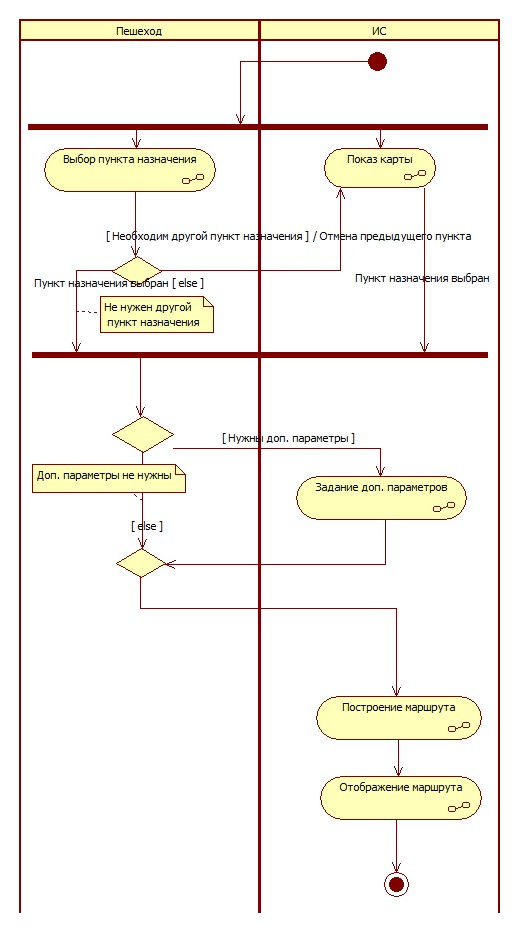 Пешеход
ИС
Выбор пункта назначения
Показ карты
[ Необходим другой пункт назначения ] / Отмена предыдущего пункта
Пункт назначения выбран [ else ]
Пункт назначения выбран
Не нужен другой
пункт назначения
[ Нужны доп. параметры ]
Доп. параметры не нужны
Задание доп. параметров
[ else ]
Построение маршрута
Отображение маршрута